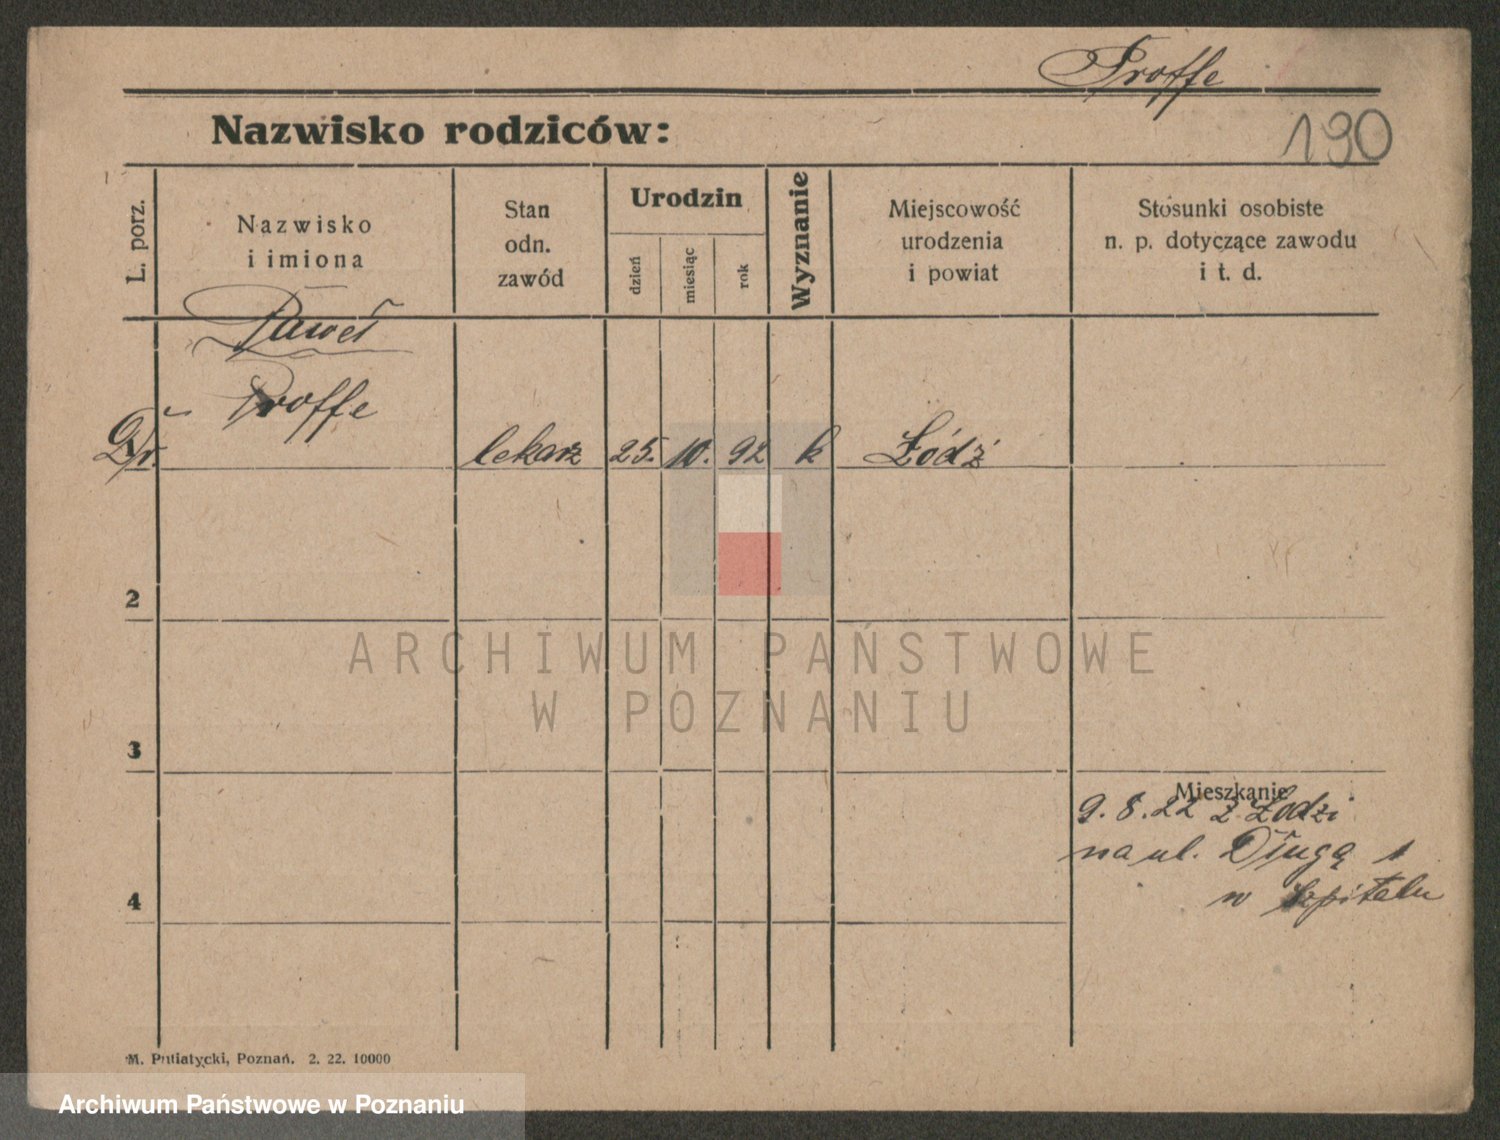 Proffe
Nazwisko rodziców:
190
L. porz.
Nazwisko
i imiona
Stan
odn.
zawód
Urodzin
dzień
miesiąc
rok
Wyznanie
Miejscowość
urodzenia
i powiat
Stosunki osobiste
n. p. dotyczące zawodu
i t. d.
Paweł
Proffe
Dr. lekarz 25. 10. 92 k Łódź
2
ARCHIWUM PAŃSTWOWE
W POZNANIU
3
Mieszkanie
9. 8. 22 z Łodzi
na ul. Długą 1
w szpitalu
4
M. Putiatycki, Poznań. 2. 22. 10000
Archiwum Państwowe w Poznaniu